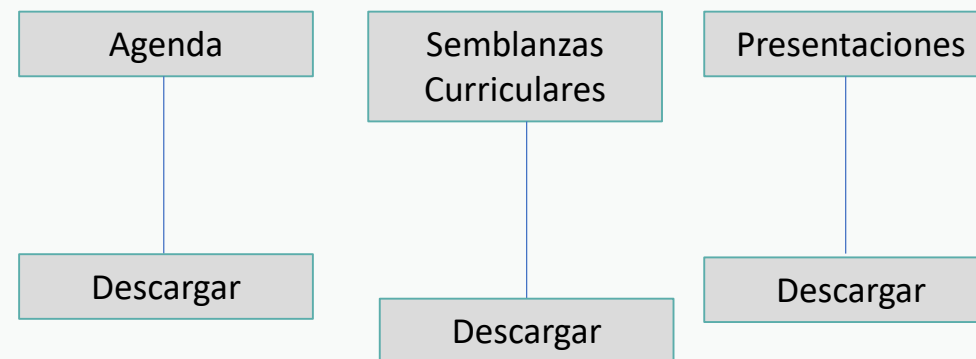 Agenda
Semblanzas
Curriculares
Presentaciones
Descargar
Descargar
Descargar